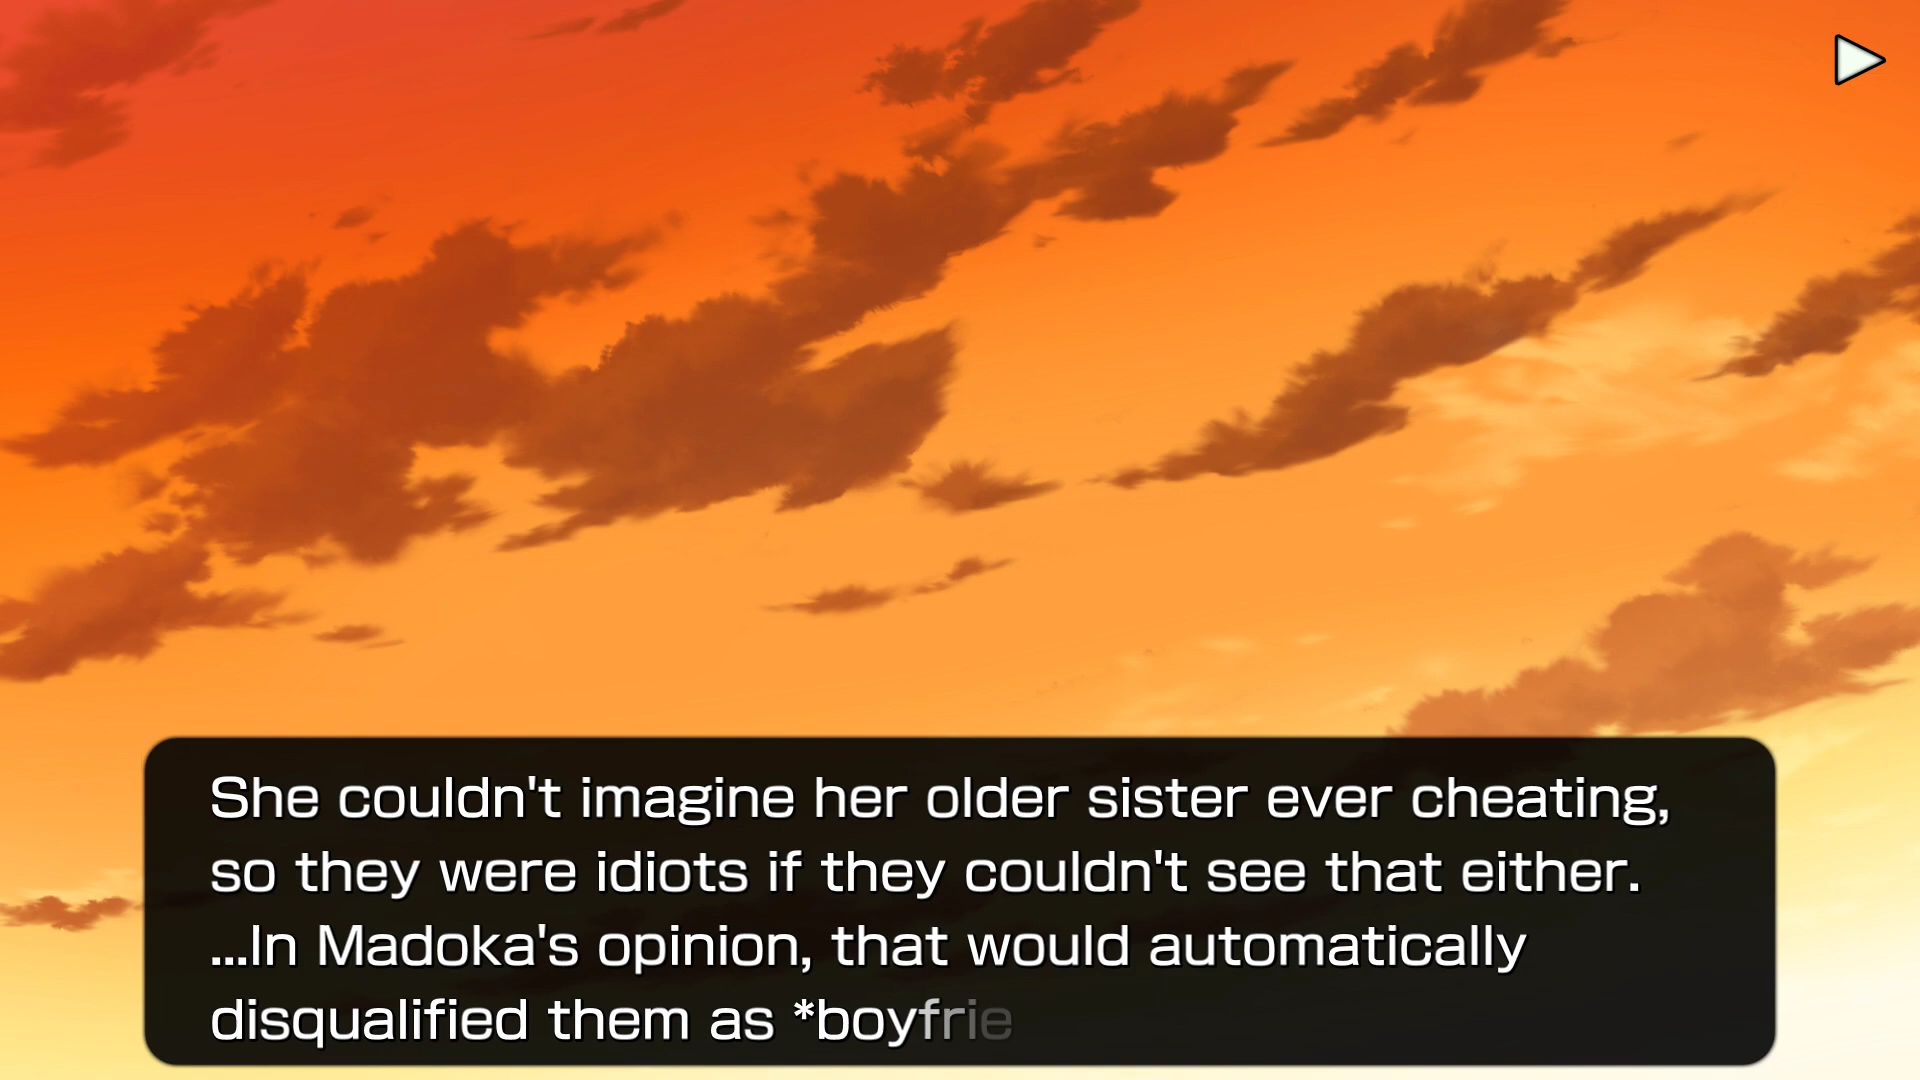 She couldn't imagine her older sister ever cheating,
so they were idiots if they couldn't see that either.
...In Madoka's opinion, that would automatically
disqualified them as *boyfrie